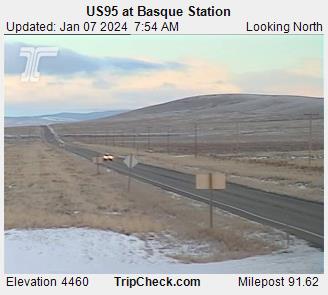 US95 at Basque Station
Updated: Jan 07 2024 7:54 AM Looking North
Elevation 4460 TripCheck.com Milepost 91.62